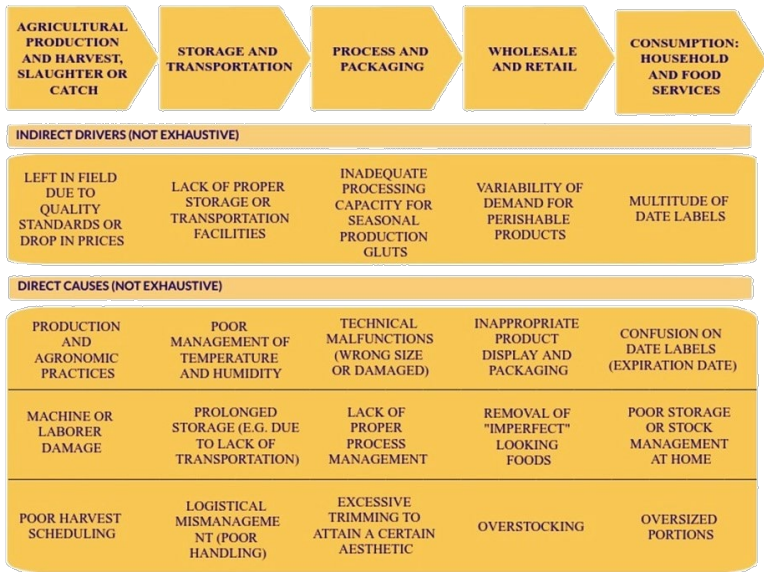 AGRICULTURAL
PRODUCTION
AND HARVEST,
SLAUGHTER OR
CATCH
STORAGE AND
TRANSPORTATION
PROCESS AND
PACKAGING
WHOLESALE
AND RETAIL
CONSUMPTION:
HOUSEHOLD
AND FOOD
SERVICES
INDIRECT DRIVERS (NOT EXHAUSTIVE)
LEFT IN FIELD
DUE TO
QUALITY
STANDARDS OR
DROP IN PRICES
LACK OF PROPER
STORAGE OR
TRANSPORTATION
FACILITIES
INADEQUATE
PROCESSING
CAPACITY FOR
SEASONAL
PRODUCTION
GLUTS
VARIABILITY OF
DEMAND FOR
PERISHABLE
PRODUCTS
MULTITUDE OF
DATE LABELS
DIRECT CAUSES (NOT EXHAUSTIVE)
PRODUCTION
AND
AGRONOMIC
PRACTICES
POOR
MANAGEMENT OF
TEMPERATURE
AND HUMIDITY
TECHNICAL
MALFUNCTIONS
(WRONG SIZE
OR DAMAGED)
INAPPROPRIATE
PRODUCT
DISPLAY AND
PACKAGING
CONFUSION ON
DATE LABELS
(EXPIRATION DATE)
MACHINE OR
LABORER
DAMAGE
PROLONGED
STORAGE (E.G. DUE
TO LACK OF
TRANSPORTATION)
LACK OF
PROPER
PROCESS
MANAGEMENT
REMOVAL OF
"IMPERFECT"
LOOKING
FOODS
POOR STORAGE
OR STOCK
MANAGEMENT
AT HOME
POOR HARVEST
SCHEDULING
LOGISTICAL
MISMANAGEME
NT (POOR
HANDLING)
EXCESSIVE
TRIMMING TO
ATTAIN A CERTAIN
AESTHETIC
OVERSTOCKING
OVERSIZED
PORTIONS